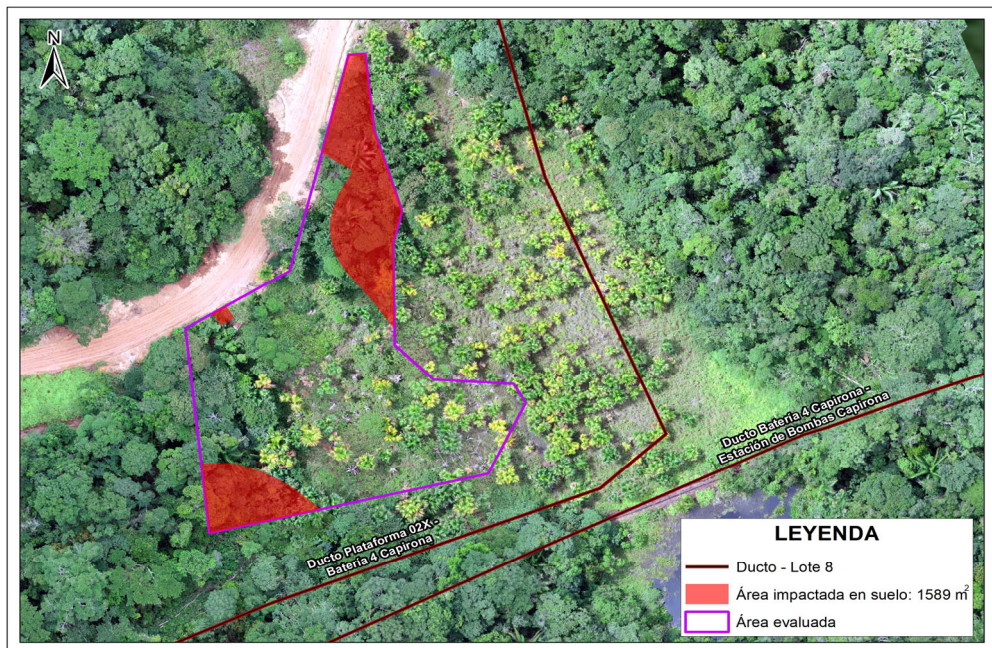 N
Ducto Batería 4 Capirona -
Estación de Bombas Capirona
Ducto Plataforma 02X -
Batería 4 Capirona
LEYENDA
Ducto - Lote 8
Área impactada en suelo: 1589 m²
Área evaluada